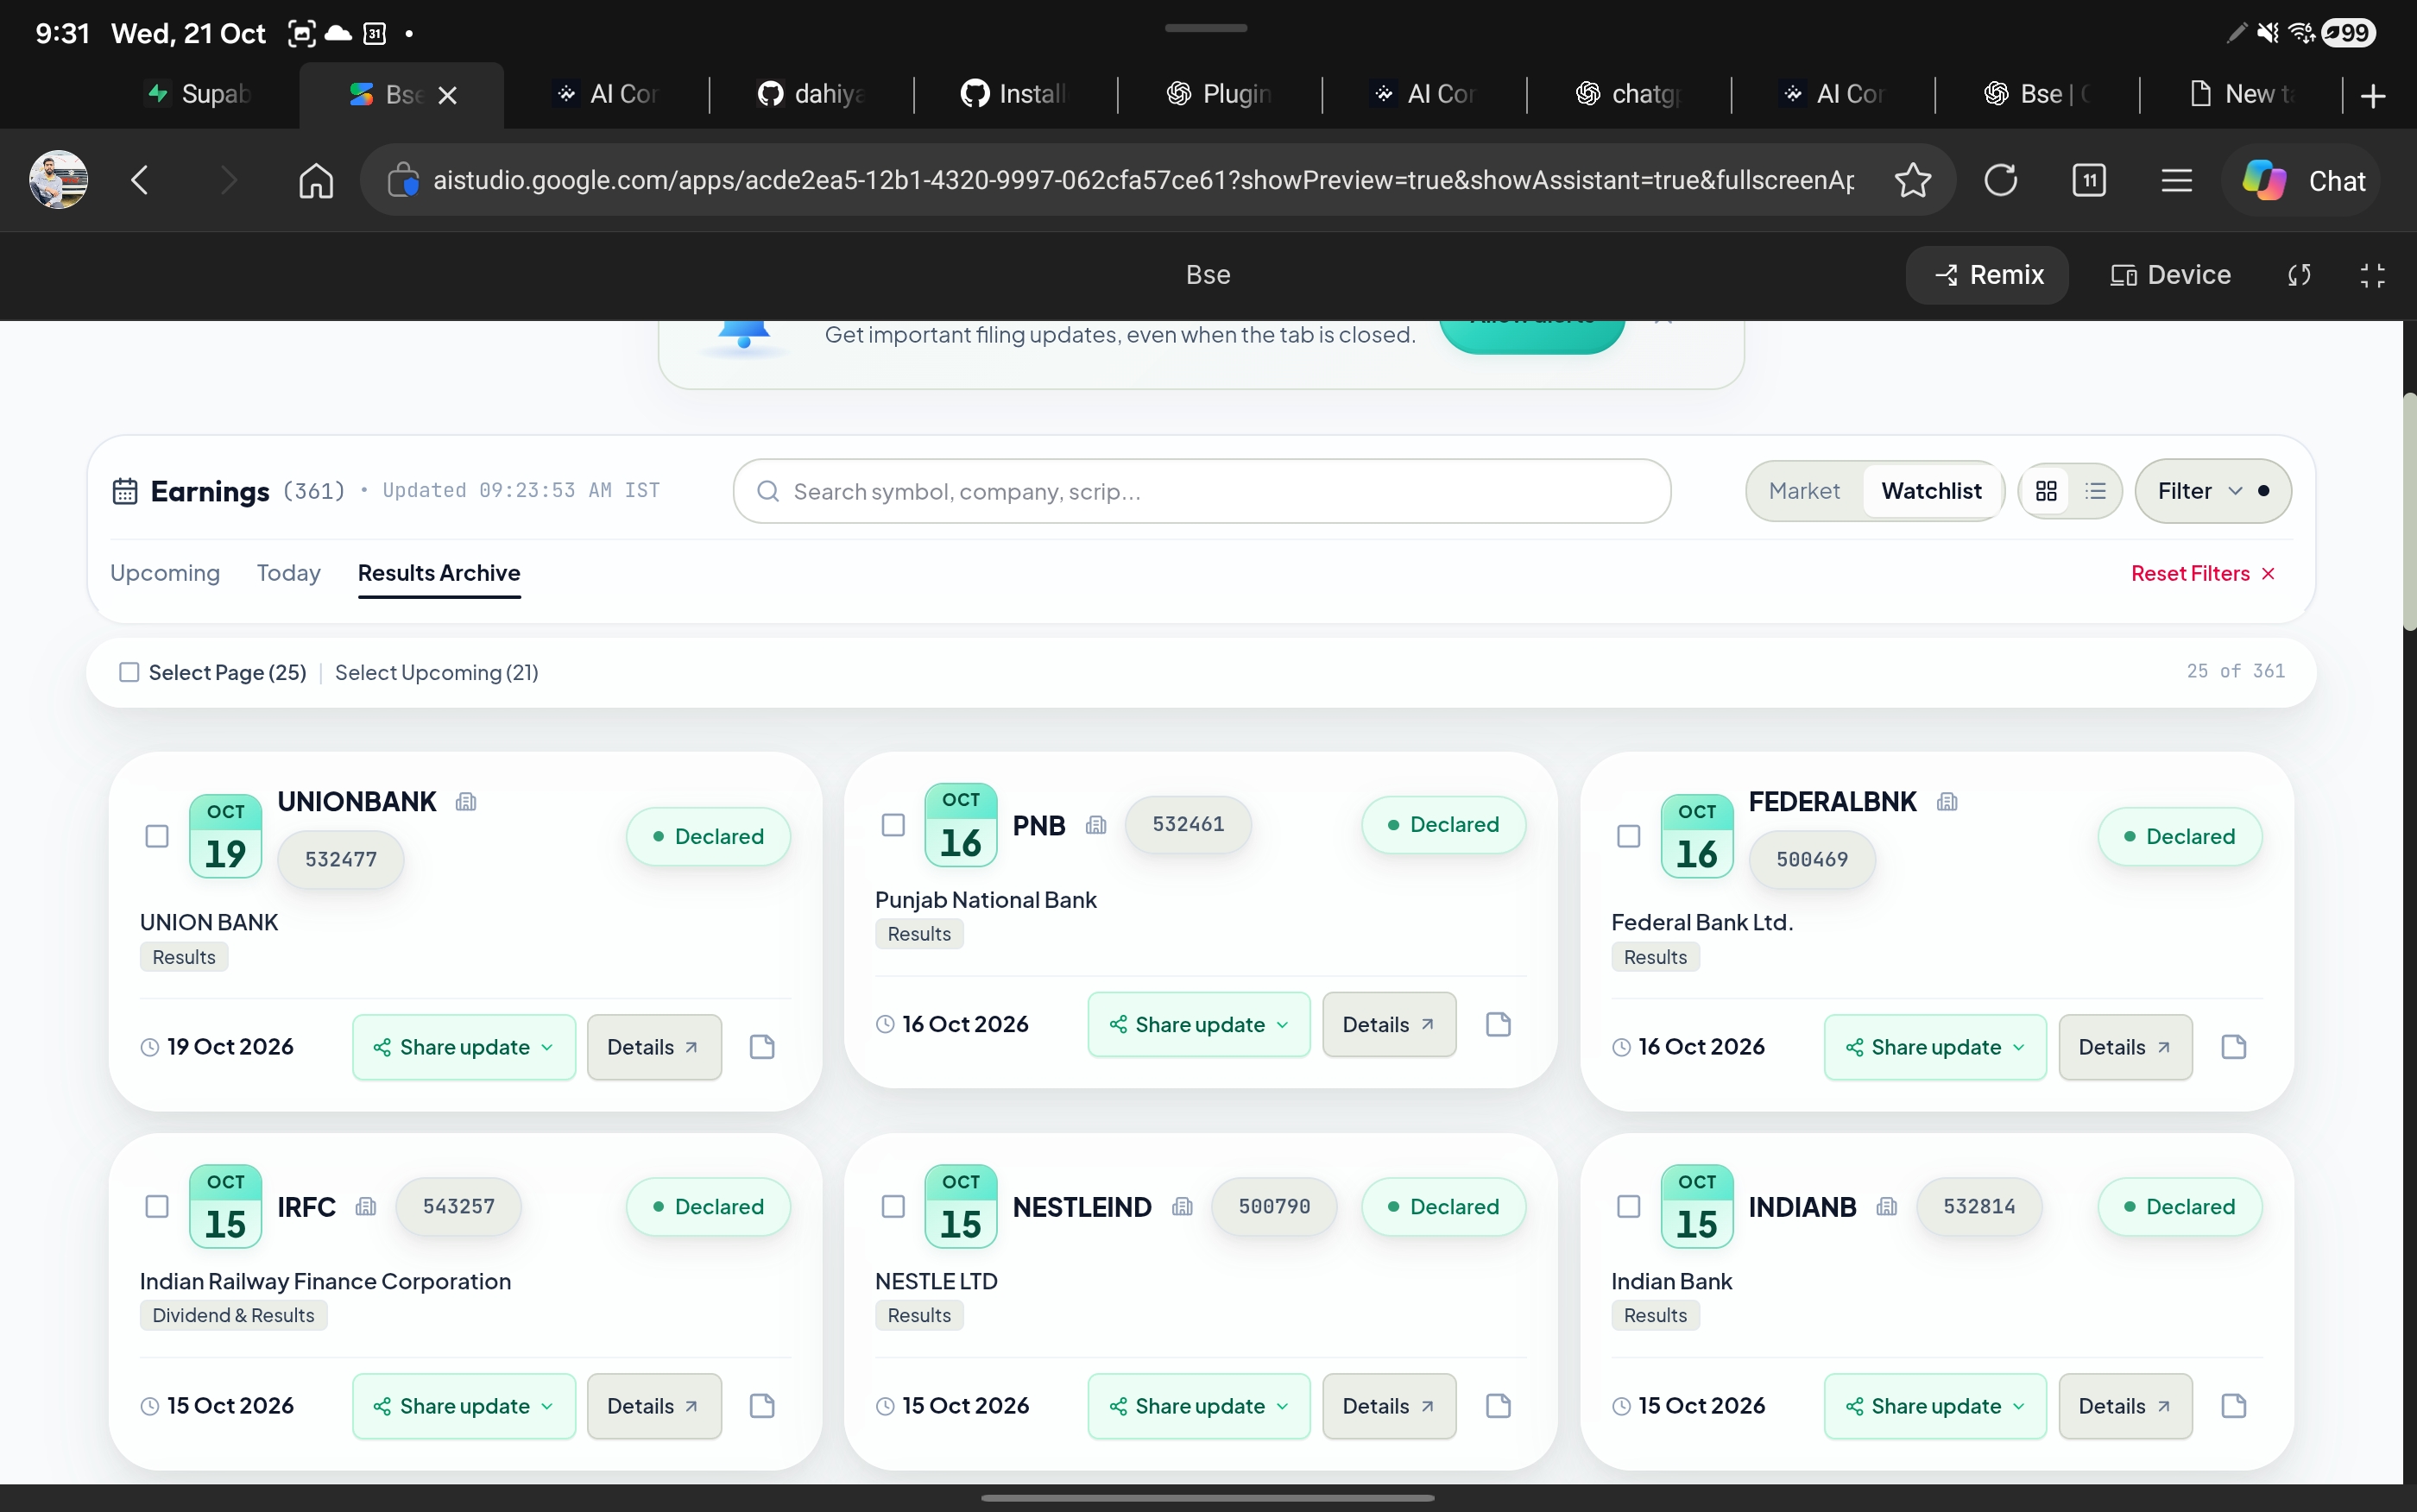 9:31 Wed, 21 Oct 31 99
Supab
Bse
AI Cor
dahiya
Install
Plugin
AI Cor
chatgp
AI Cor
Bse | C
New ta
aistudio.google.com/apps/acde2ea5-12b1-4320-9997-062cfa57ce61?showPreview=true&showAssistant=true&fullscreenAp
11
Chat
Bse
Remix
Device
Get important filing updates, even when the tab is closed.
Earnings (361) • Updated 09:23:53 AM IST
Search symbol, company, scrip...
Market Watchlist
Filter
Upcoming Today Results Archive
Reset Filters
Select Page (25) | Select Upcoming (21)
25 of 361
OCT 19
UNIONBANK
532477
Declared
UNION BANK
Results
19 Oct 2026
Share update
Details
OCT 16
PNB
532461
Declared
Punjab National Bank
Results
16 Oct 2026
Share update
Details
OCT 16
FEDERALBNK
500469
Declared
Federal Bank Ltd.
Results
16 Oct 2026
Share update
Details
OCT 15
IRFC
543257
Declared
Indian Railway Finance Corporation
Dividend & Results
15 Oct 2026
Share update
Details
OCT 15
NESTLEIND
500790
Declared
NESTLE LTD
Results
15 Oct 2026
Share update
Details
OCT 15
INDIANB
532814
Declared
Indian Bank
Results
15 Oct 2026
Share update
Details